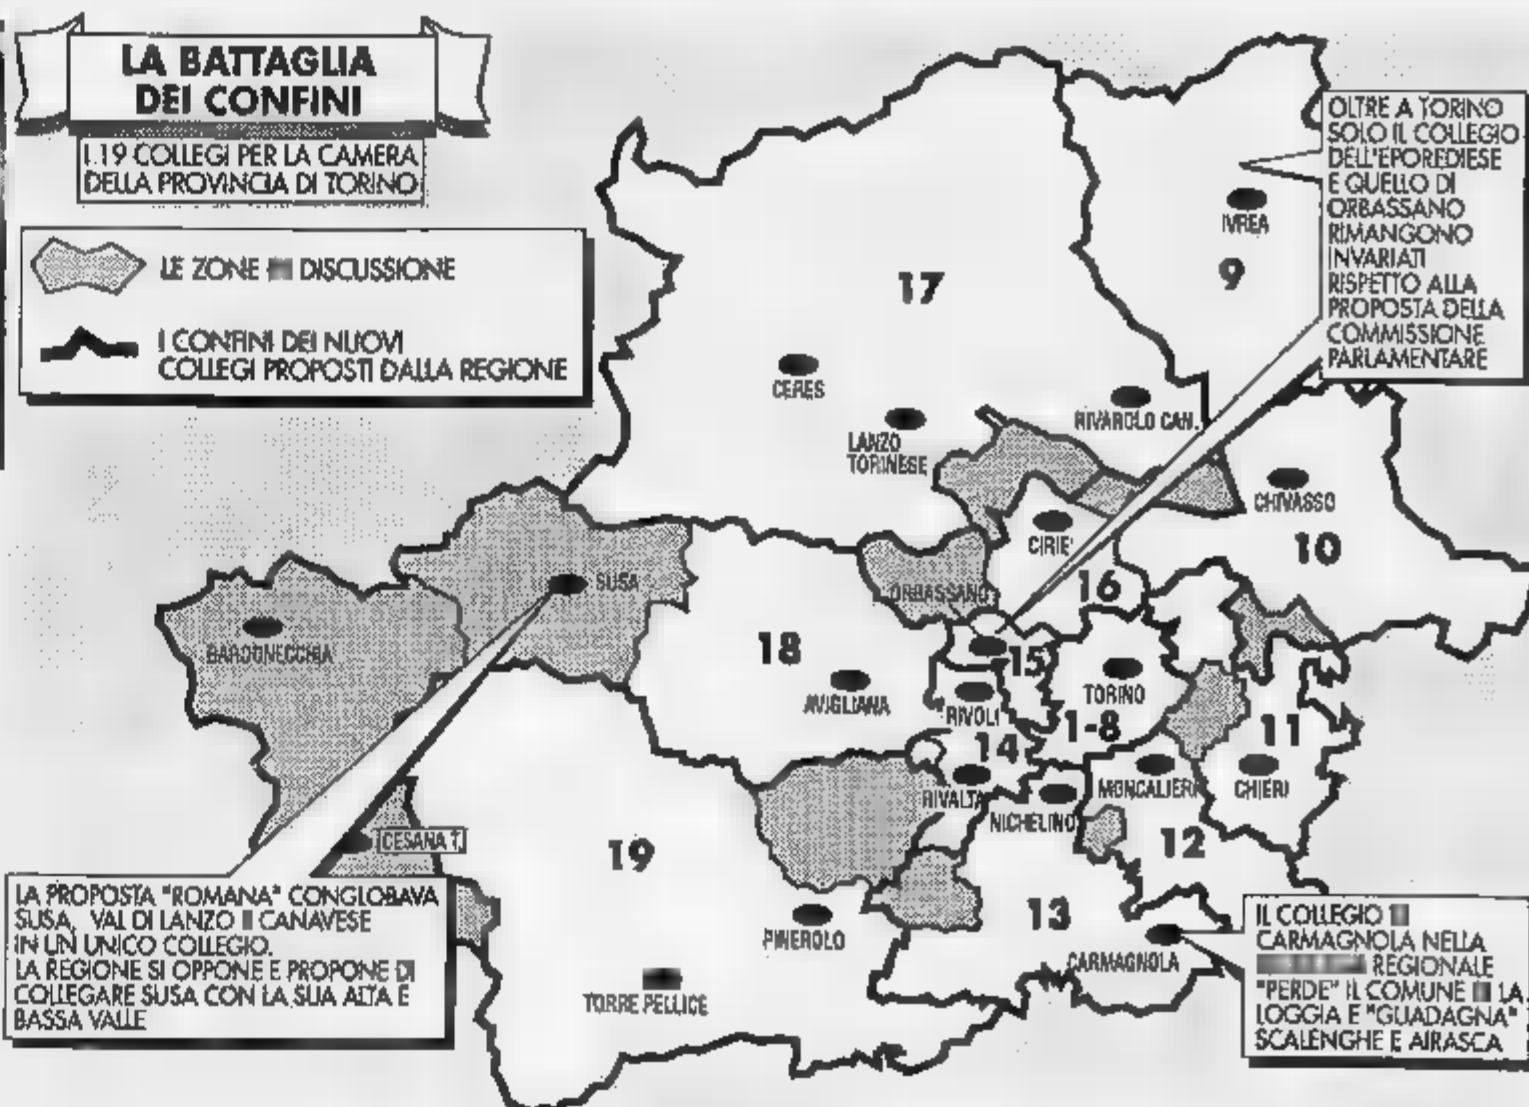 LA BATTAGLIA
DEI CONFINI
I 19 COLLEGI PER LA CAMERA
DELLA PROVINCIA DI TORINO
LE ZONE DISCUSSIONE
I CONFINI DEI NUOVI
COLLEGI PROPOSTI DALLA REGIONE
OLTRE A TORINO
SOLO IL COLLEGIO
DELL'EPOREDIESE
E QUELLO DI
ORBASSANO
RIMANGONO
INVARIATI
RISPETTO ALLA
PROPOSTA DELLA
COMMISSIONE
PARLAMENTARE
IVREA
9
17
CERES
RIVAROLO CAN.
LANZO
TORINESE
CHIVASSO
10
CIRIE'
16
ORBASSANO
SUSA
BARDONECCHIA
18
AVIGLIANA
15
RIVOLI
TORINO
1-8
11
14
RIVALTA
NICHELINO
MONCALIERI
CHIERI
12
CESANA T.
19
PINEROLO
13
CARMAGNOLA
TORRE PELLICE
LA PROPOSTA "ROMANA" CONGLOBAVA
SUSA, VAL DI LANZO CANAVESE
IN UN UNICO COLLEGIO.
LA REGIONE SI OPPONE E PROPONE DI
COLLEGARE SUSA CON LA SUA ALTA E
BASSA VALLE
IL COLLEGIO
CARMAGNOLA NELLA
REGIONALE
"PERDE" IL COMUNE LA
LOGGIA E "GUADAGNA"
SCALENGHE E AIRASCA